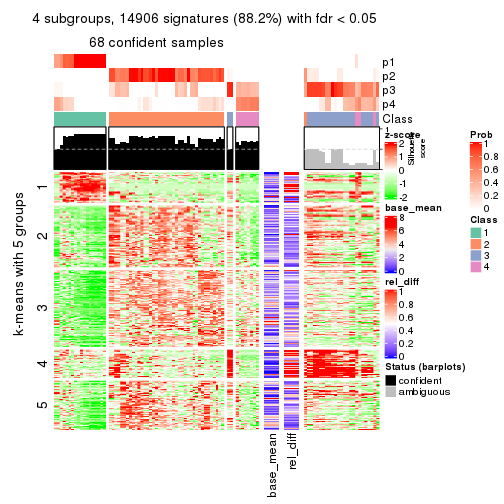 4 subgroups, 14906 signatures (88.2%) with fdr < 0.05
68 confident samples
p1
p2
p3
p4
Class
1
Silhouette
score
k-means with 5 groups
1
2
3
4
5
base_mean
rel_diff
z-score
2
1
0
-1
-2
base_mean
8
6
4
2
0
rel_diff
1
0.8
0.6
0.4
0.2
0
Status (barplots)
confident
ambiguous
Prob
1
0.8
0.6
0.4
0.2
0
Class
1
2
3
4